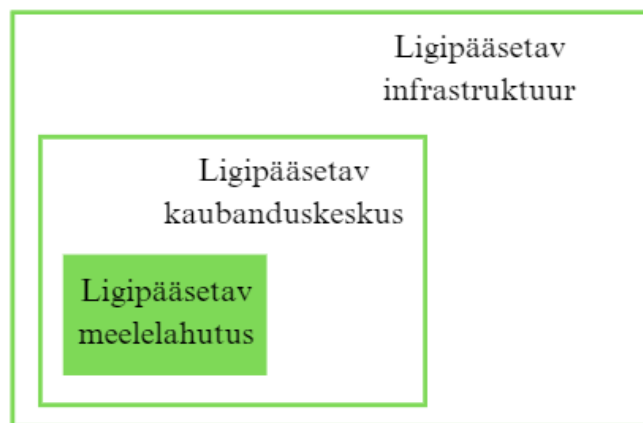 Ligipääsetav
infrastruktuur
Ligipääsetav
kaubanduskeskus
Ligipääsetav
meelelahutus